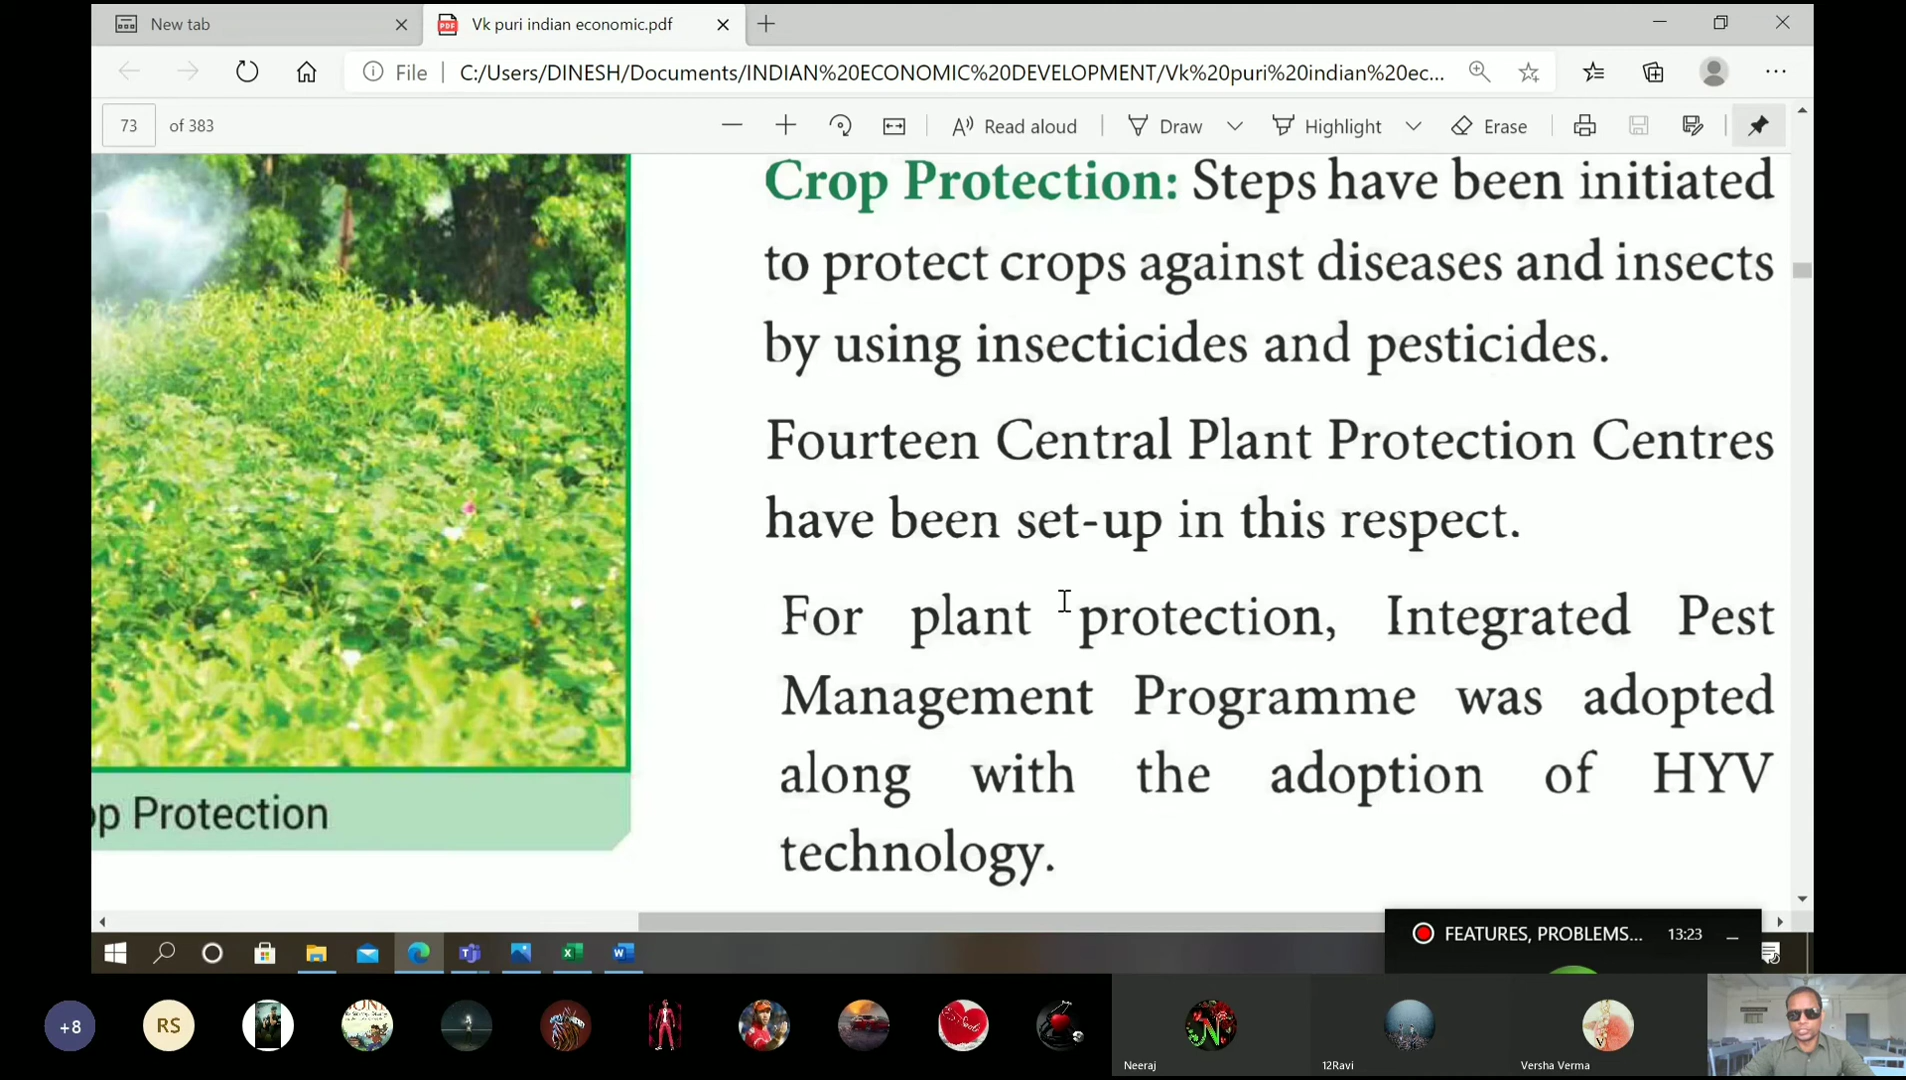 New tab
Vk puri indian economic.pdf
File
C:/Users/DINESH/Documents/INDIAN%20ECONOMIC%20DEVELOPMENT/Vk%20puri%20indian%20ec...
73 of 383
Read aloud
Draw
Highlight
Erase
Crop Protection: Steps have been initiated
to protect crops against diseases and insects
by using insecticides and pesticides.
Fourteen Central Plant Protection Centres
have been set-up in this respect.
For plant protection, Integrated Pest
Management Programme was adopted
along with the adoption of HYV
technology.
op Protection
FEATURES, PROBLEMS... 13:23
+8
RS
Neeraj
12Ravi
Versha Verma